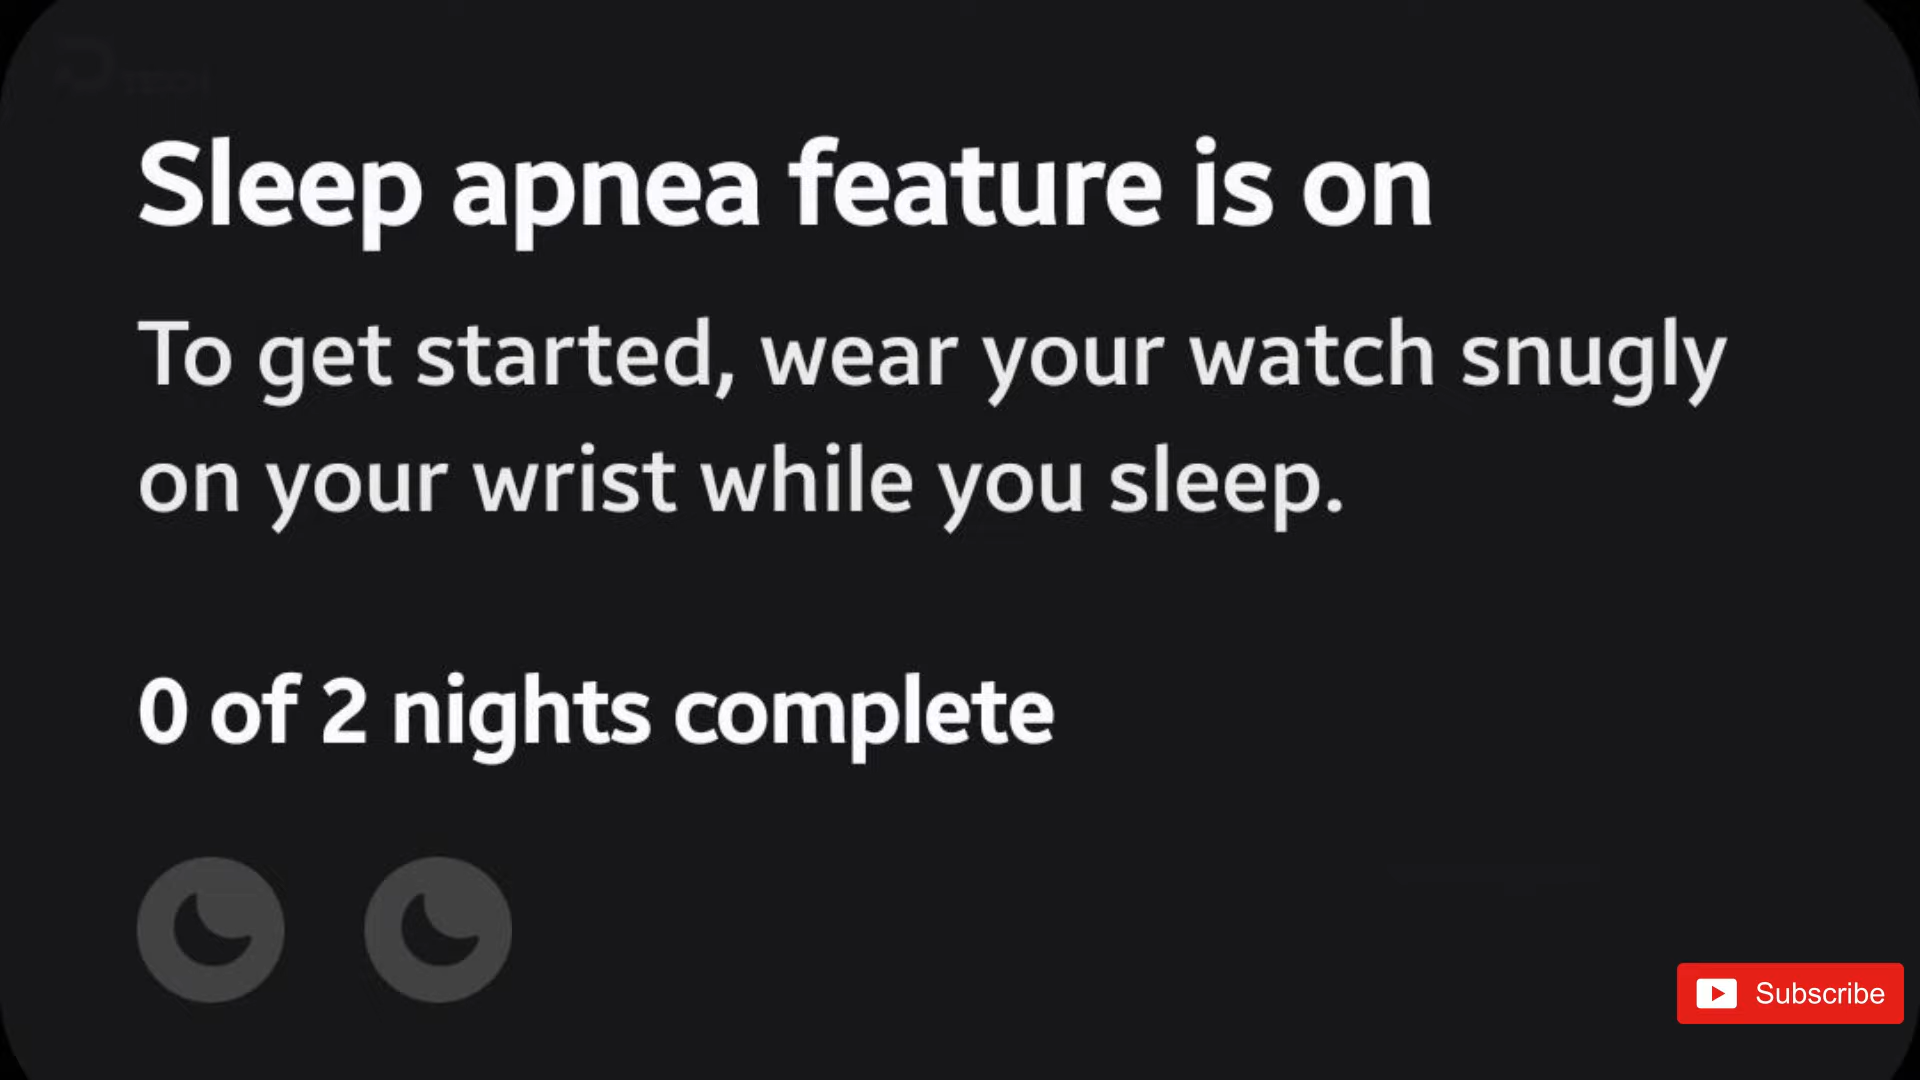 Sleep apnea feature is on
To get started, wear your watch snugly
on your wrist while you sleep.
0 of 2 nights complete
Subscribe